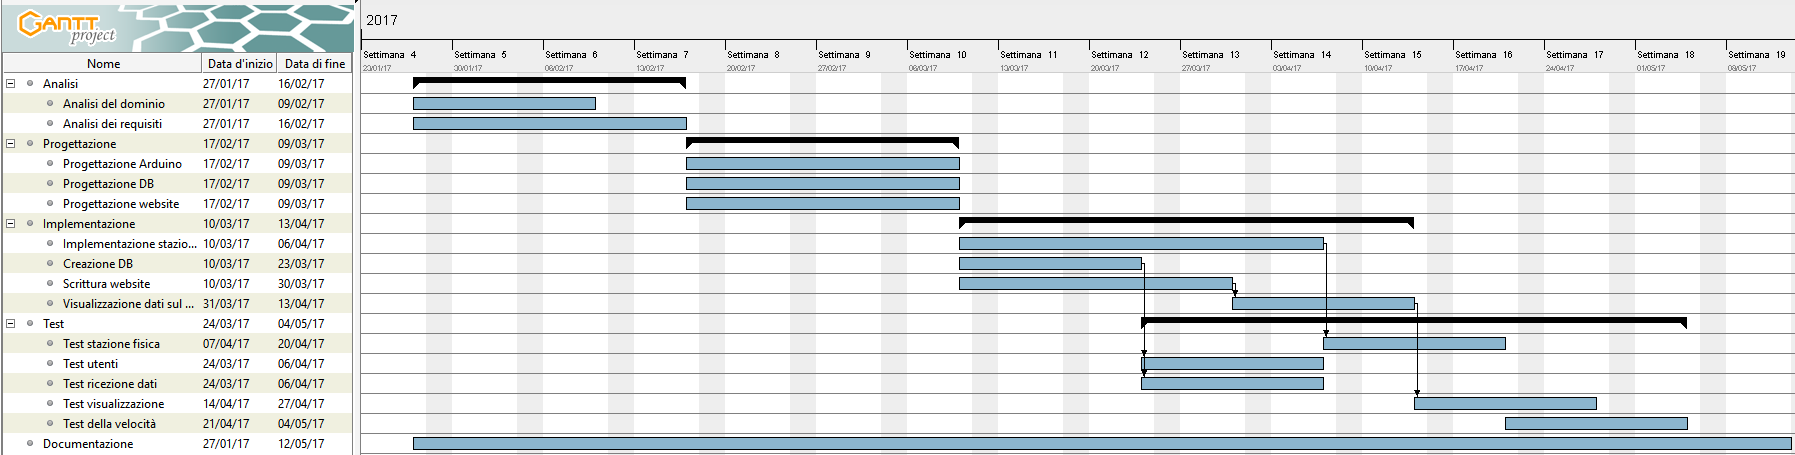 GANTT
project
2017
Settimana 4 Settimana 5 Settimana 6 Settimana 7 Settimana 8 Settimana 9 Settimana 10 Settimana 11 Settimana 12 Settimana 13 Settimana 14 Settimana 15 Settimana 16 Settimana 17 Settimana 18 Settimana 19
23/01/17 30/01/17 06/02/17 13/02/17 20/02/17 27/02/17 06/03/17 13/03/17 20/03/17 27/03/17 03/04/17 10/04/17 17/04/17 24/04/17 01/05/17 08/05/17
Nome Data d'inizio Data di fine
Analisi 27/01/17 16/02/17
Analisi del dominio 27/01/17 09/02/17
Analisi dei requisiti 27/01/17 16/02/17
Progettazione 17/02/17 09/03/17
Progettazione Arduino 17/02/17 09/03/17
Progettazione DB 17/02/17 09/03/17
Progettazione website 17/02/17 09/03/17
Implementazione 10/03/17 13/04/17
Implementazione stazio... 10/03/17 06/04/17
Creazione DB 10/03/17 23/03/17
Scrittura website 10/03/17 30/03/17
Visualizzazione dati sul ... 31/03/17 13/04/17
Test 24/03/17 04/05/17
Test stazione fisica 07/04/17 20/04/17
Test utenti 24/03/17 06/04/17
Test ricezione dati 24/03/17 06/04/17
Test visualizzazione 14/04/17 27/04/17
Test della velocità 21/04/17 04/05/17
Documentazione 27/01/17 12/05/17